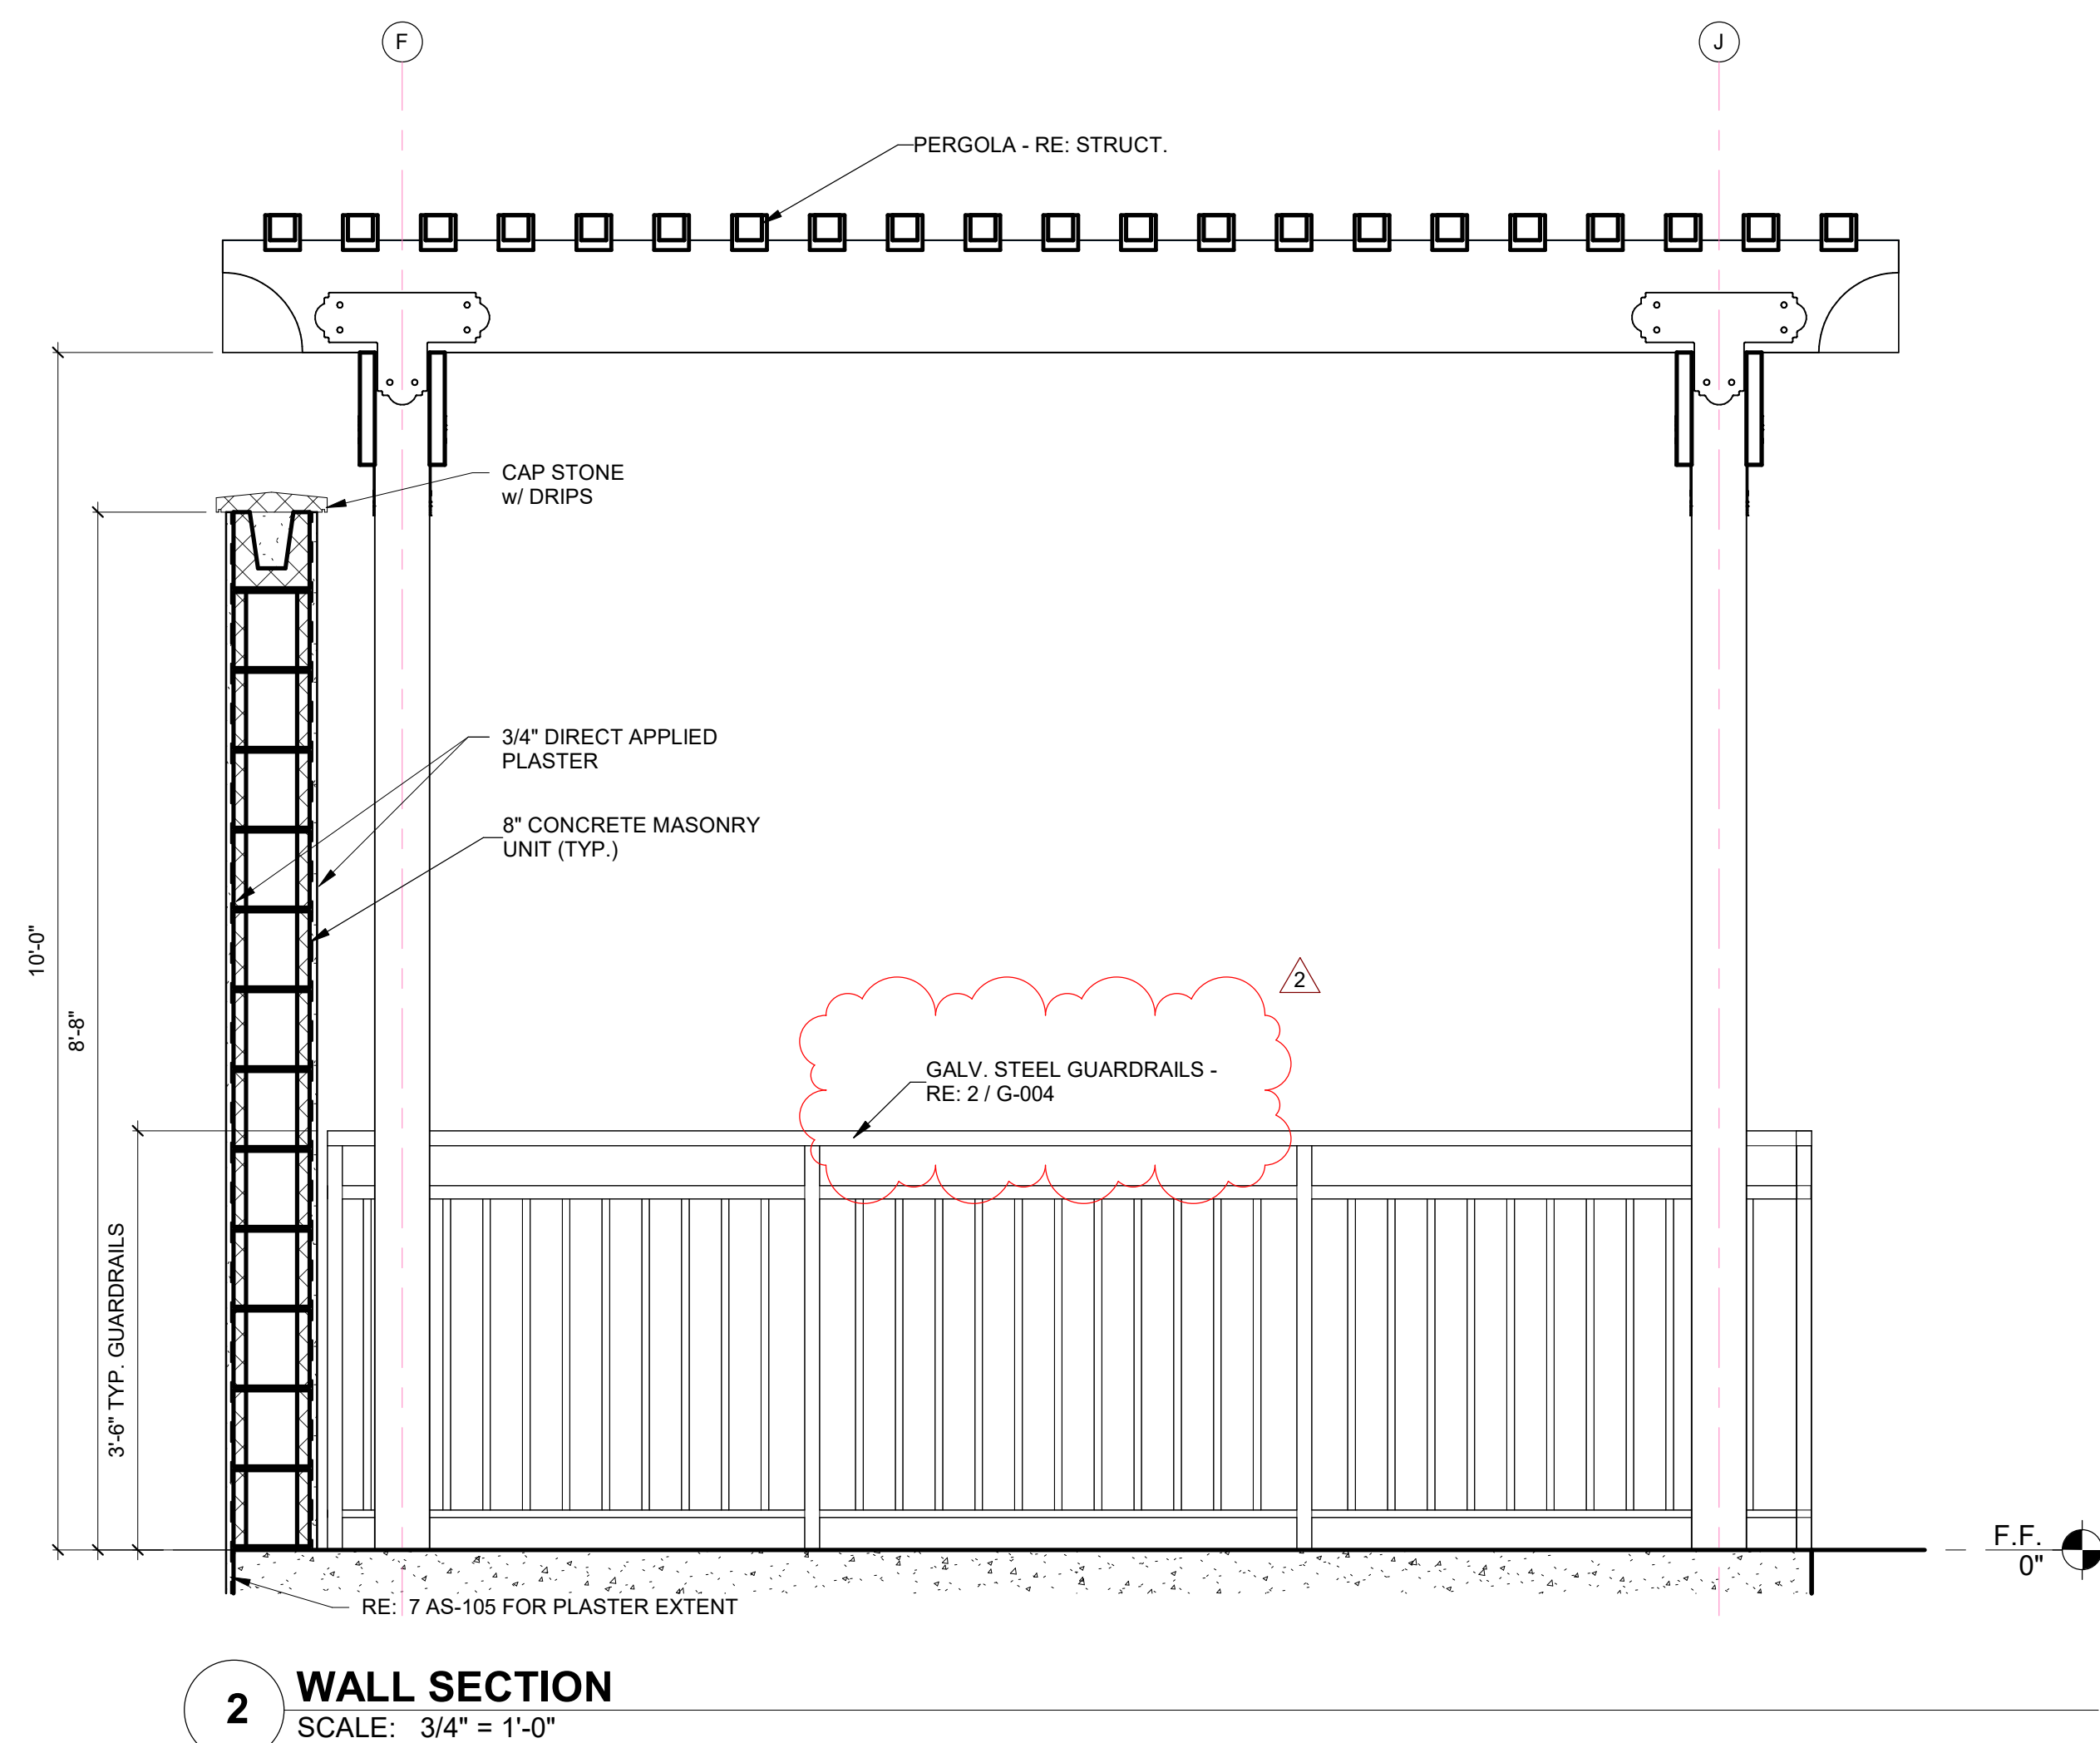 F
J
PERGOLA - RE: STRUCT.
CAP STONE
w/ DRIPS
3/4" DIRECT APPLIED
PLASTER
8" CONCRETE MASONRY
UNIT (TYP.)
10'-0"
8'-8"
3'-6" TYP. GUARDRAILS
2
GALV. STEEL GUARDRAILS -
RE: 2 / G-004
F.F.
0"
RE: 7 AS-105 FOR PLASTER EXTENT
2
WALL SECTION
SCALE: 3/4" = 1'-0"